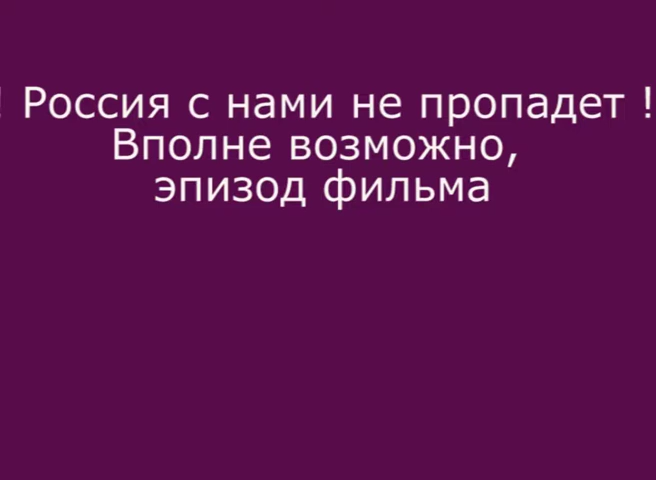 ! Россия с нами не пропадет !
Вполне возможно,
эпизод фильма